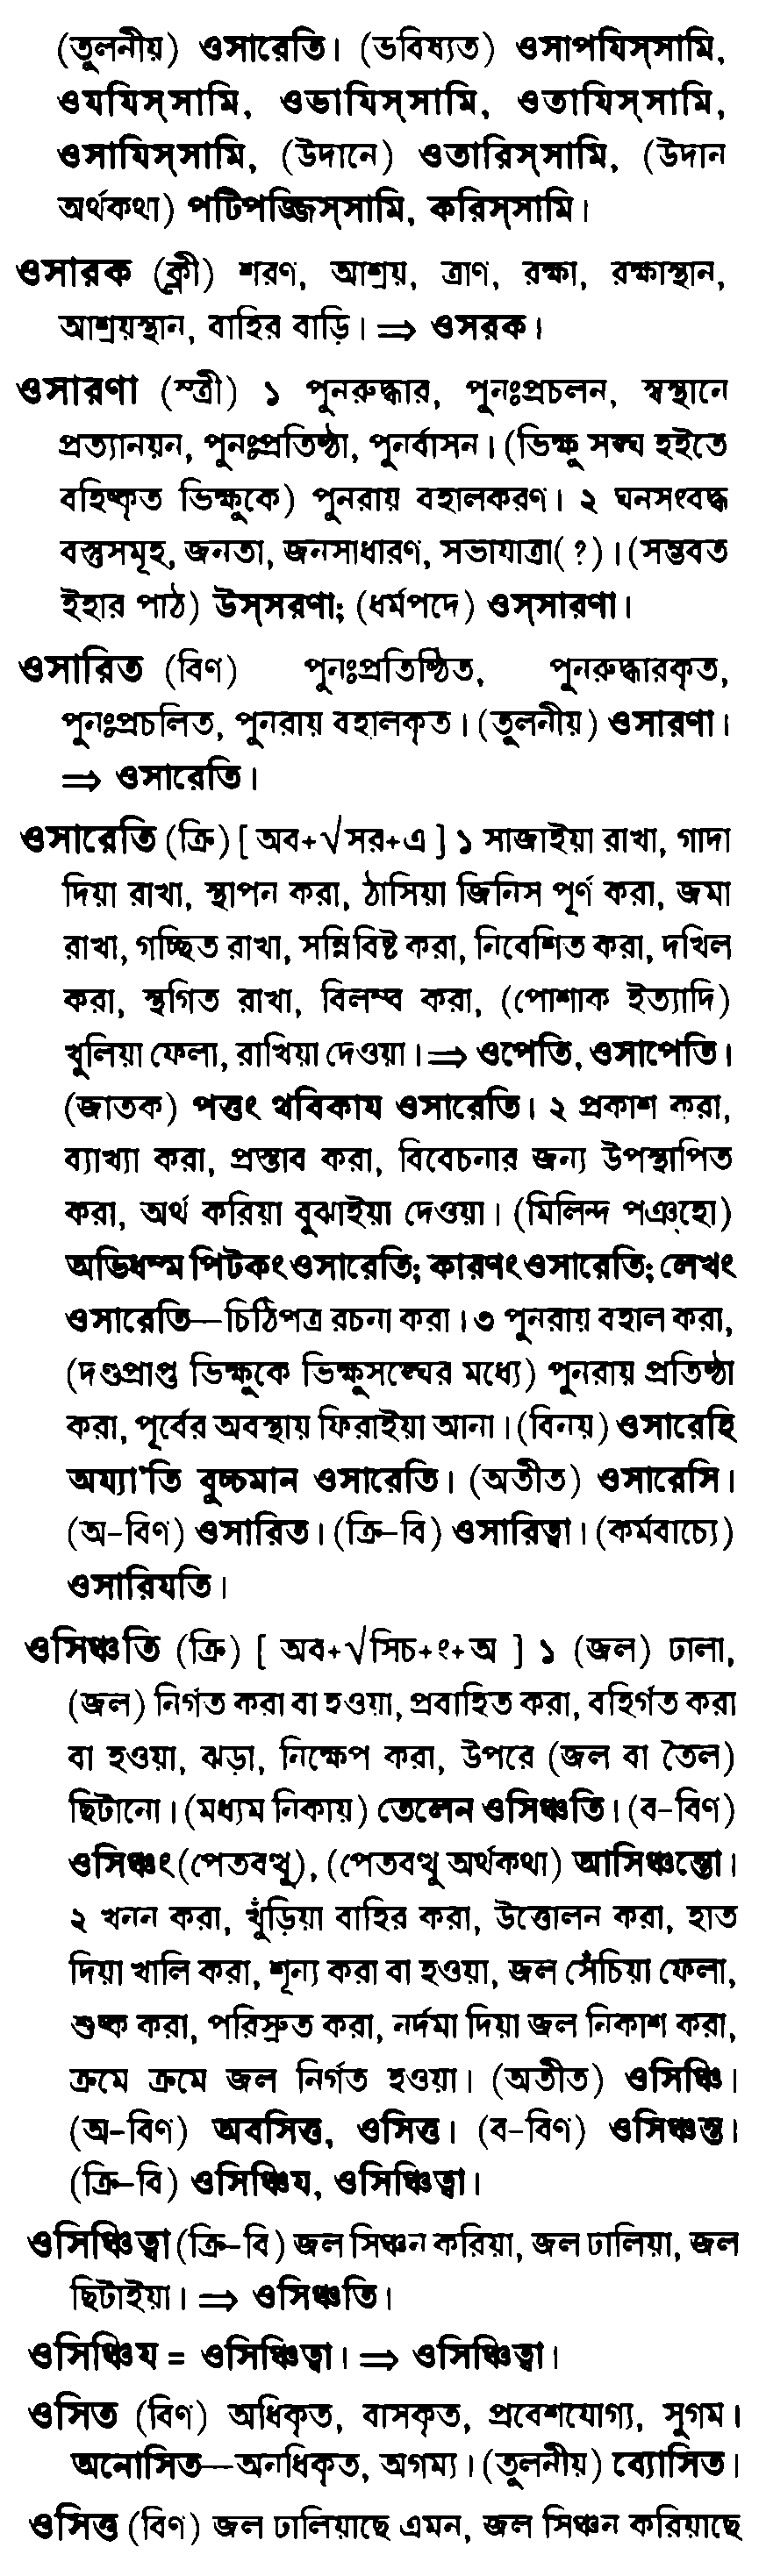 (তুলনীয়) ওসারেতি। (ভবিষ্যত) ওসাপযিস্সামি,
ওযযিস্সামি, ওভাযিস্সামি, ওতাযিস্সামি,
ওসাযিস্সামি, (উদানে) ওতারিস্সামি, (উদান
অর্থকথা) পটিপজ্জিস্সামি, করিস্সামি।
ওসারক (ক্লী) শরণ, আশ্রয়, ত্রাণ, রক্ষা, রক্ষাস্থান,
আশ্রয়স্থান, বাহির বাড়ি। ⇒ ওসরক।
ওসারণা (স্ত্রী) ১ পুনরুদ্ধার, পুনঃপ্রচলন, স্বস্থানে
প্রত্যানয়ন, পুনঃপ্রতিষ্ঠা, পুনর্বাসন। (ভিক্ষু সঙ্ঘ হইতে
বহিষ্কৃত ভিক্ষুকে) পুনরায় বহালকরণ। ২ ঘনসংবদ্ধ
বস্তুসমূহ, জনতা, জনসাধারণ, সভাযাত্রা(?)। (সম্ভবত
ইহার পাঠ) উস্সরণা; (ধর্মপদে) ওস্সারণা।
ওসারিত (বিণ) পুনঃপ্রতিষ্ঠিত, পুনরুদ্ধারকৃত,
পুনঃপ্রচলিত, পুনরায় বহালকৃত। (তুলনীয়) ওসারণা।
⇒ ওসারেতি।
ওসারেতি (ক্রি) [ অব+√সর+এ ] ১ সাজাইয়া রাখা, গাদা
দিয়া রাখা, স্থাপন করা, ঠাসিয়া জিনিস পূর্ণ করা, জমা
রাখা, গচ্ছিত রাখা, সন্নিবিষ্ট করা, নিবেশিত করা, দখিল
করা, স্থগিত রাখা, বিলম্ব করা, (পোশাক ইত্যাদি)
খুলিয়া ফেলা, রাখিয়া দেওয়া। ⇒ ওপেতি, ওসাপেতি।
(জাতক) পত্তং থবিকায ওসারেতি। ২ প্রকাশ করা,
ব্যাখ্যা করা, প্রস্তাব করা, বিবেচনার জন্য উপস্থাপিত
করা, অর্থ করিয়া বুঝাইয়া দেওয়া। (মিলিন্দ পঞ্হো)
অভিধম্ম পিটকং ওসারেতি; কারণং ওসারেতি; লেখং
ওসারেতি—চিঠিপত্র রচনা করা। ৩ পুনরায় বহাল করা,
(দণ্ডপ্রাপ্ত ভিক্ষুকে ভিক্ষুসঙ্ঘের মধ্যে) পুনরায় প্রতিষ্ঠা
করা, পূর্বের অবস্থায় ফিরাইয়া আনা। (বিনয়) ওসারেহি
অয্যা'তি বুচ্চমান ওসারেতি। (অতীত) ওসারেসি।
(অ-বিণ) ওসারিত। (ক্রি-বি) ওসারিত্বা। (কর্মবাচ্যে)
ওসারিযতি।
ওসিঞ্চতি (ক্রি) [ অব+√সিচ+ং+অ ] ১ (জল) ঢালা,
(জল) নির্গত করা বা হওয়া, প্রবাহিত করা, বহির্গত করা
বা হওয়া, ঝড়া, নিক্ষেপ করা, উপরে (জল বা তৈল)
ছিটানো। (মধ্যম নিকায়) তেলেন ওসিঞ্চতি। (ব-বিণ)
ওসিঞ্চং (পেতবত্থু), (পেতবত্থু অর্থকথা) আসিঞ্চন্তো।
২ খনন করা, খুঁড়িয়া বাহির করা, উত্তোলন করা, হাত
দিয়া খালি করা, শূন্য করা বা হওয়া, জল সেঁচিয়া ফেলা,
শুষ্ক করা, পরিস্রুত করা, নর্দমা দিয়া জল নিকাশ করা,
ক্রমে ক্রমে জল নির্গত হওয়া। (অতীত) ওসিঞ্চি।
(অ-বিণ) অবসিত্ত, ওসিত্ত। (ব-বিণ) ওসিঞ্চন্ত।
(ক্রি-বি) ওসিঞ্চিয, ওসিঞ্চিত্বা।
ওসিঞ্চিত্বা (ক্রি-বি) জল সিঞ্চন করিয়া, জল ঢালিয়া, জল
ছিটাইয়া। ⇒ ওসিঞ্চতি।
ওসিঞ্চিয = ওসিঞ্চিত্বা। ⇒ ওসিঞ্চিত্বা।
ওসিত (বিণ) অধিকৃত, বাসকৃত, প্রবেশযোগ্য, সুগম।
অনোসিত—অনধিকৃত, অগম্য। (তুলনীয়) ব্যোসিত।
ওসিত্ত (বিণ) জল ঢালিয়াছে এমন, জল সিঞ্চন করিয়াছে